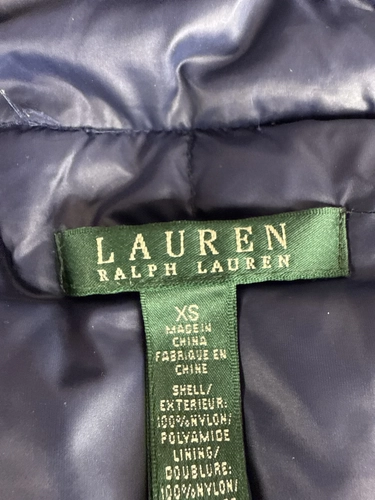 LAUREN
RALPH LAUREN
XS
MADE IN
CHINA
FABRIQUE EN
CHINE
SHELL/
EXTERIEUR:
100%NYLON/
POLYAMIDE
LINING/
DOUBLURE:
100%NYLON/